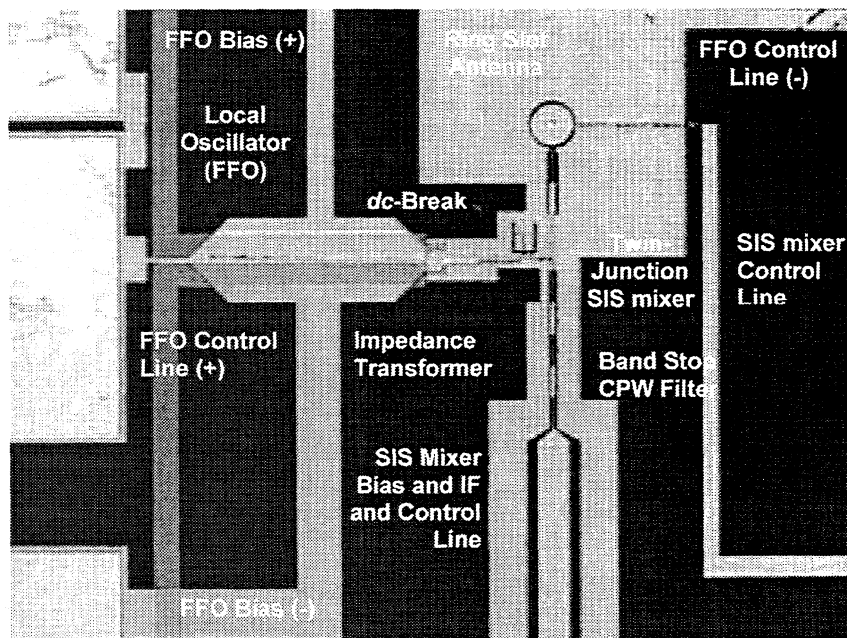 FFO Bias (+)
Ring Slot
Antenna
FFO Control
Line (-)
Local
Oscillator
(FFO)
dc-Break
Twin-
Junction
SIS mixer
SIS mixer
Control
Line
FFO Control
Line (+)
Impedance
Transformer
Band Stop
CPW Filter
SIS Mixer
Bias and IF
and Control
Line
FFO Bias (-)